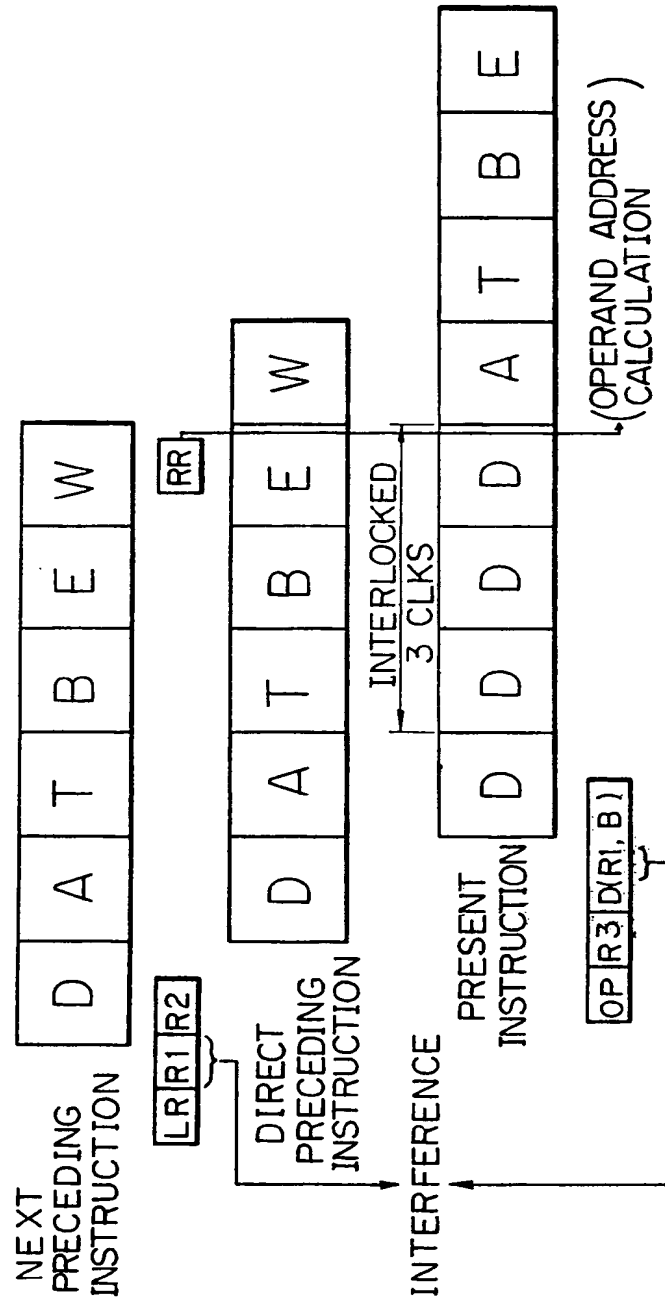 NEXT
PRECEDING
INSTRUCTION
D A T B E W
LR R1 R2
RR
DIRECT
PRECEDING
INSTRUCTION
D A T B E W
INTERFERENCE
INTERLOCKED
3 CLKS
PRESENT
INSTRUCTION
D D D D A T B E
OP R3 D(R1, B)
(OPERAND ADDRESS)
(CALCULATION